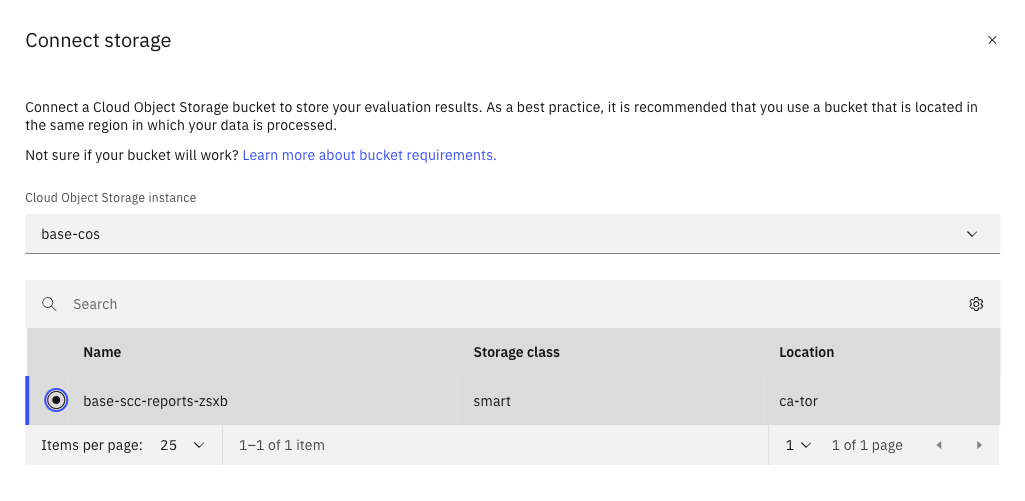 Connect storage
Connect a Cloud Object Storage bucket to store your evaluation results. As a best practice, it is recommended that you use a bucket that is located in
the same region in which your data is processed.
Not sure if your bucket will work? Learn more about bucket requirements.
Cloud Object Storage instance
base-cos
Search
Name Storage class Location
base-scc-reports-zsxb smart ca-tor
Items per page: 25 1–1 of 1 item 1 1 of 1 page